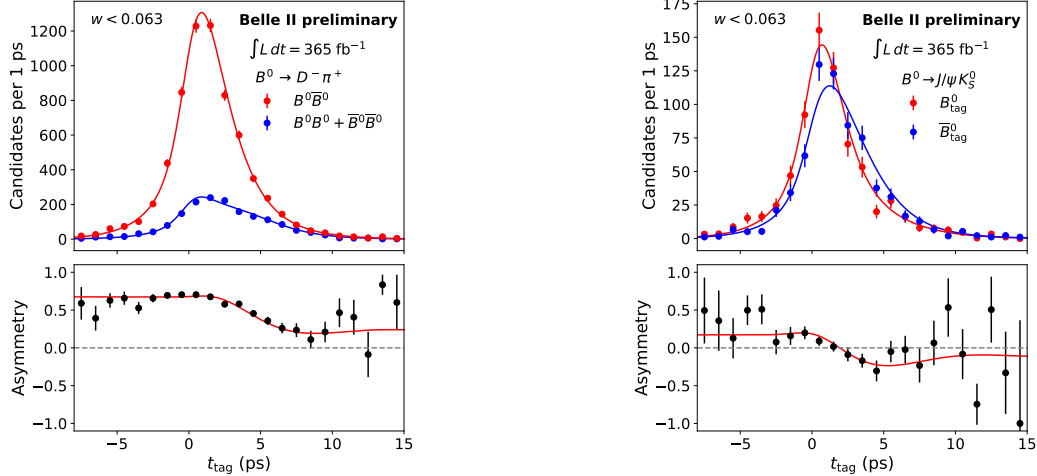 w < 0.063
Belle II preliminary
∫L dt = 365 fb⁻¹
B⁰ → D⁻π⁺
B⁰B̅⁰
B⁰B⁰ + B̅⁰B̅⁰
Candidates per 1 ps
1200
1000
800
600
400
200
0
Asymmetry
1.0
0.5
0.0
−0.5
−1.0
−5
0
5
10
15
t_tag (ps)
w < 0.063
Belle II preliminary
∫L dt = 365 fb⁻¹
B⁰ → J/ψ K_S⁰
B⁰_tag
B̅⁰_tag
Candidates per 1 ps
175
150
125
100
75
50
25
0
Asymmetry
1.0
0.5
0.0
−0.5
−1.0
−5
0
5
10
15
t_tag (ps)